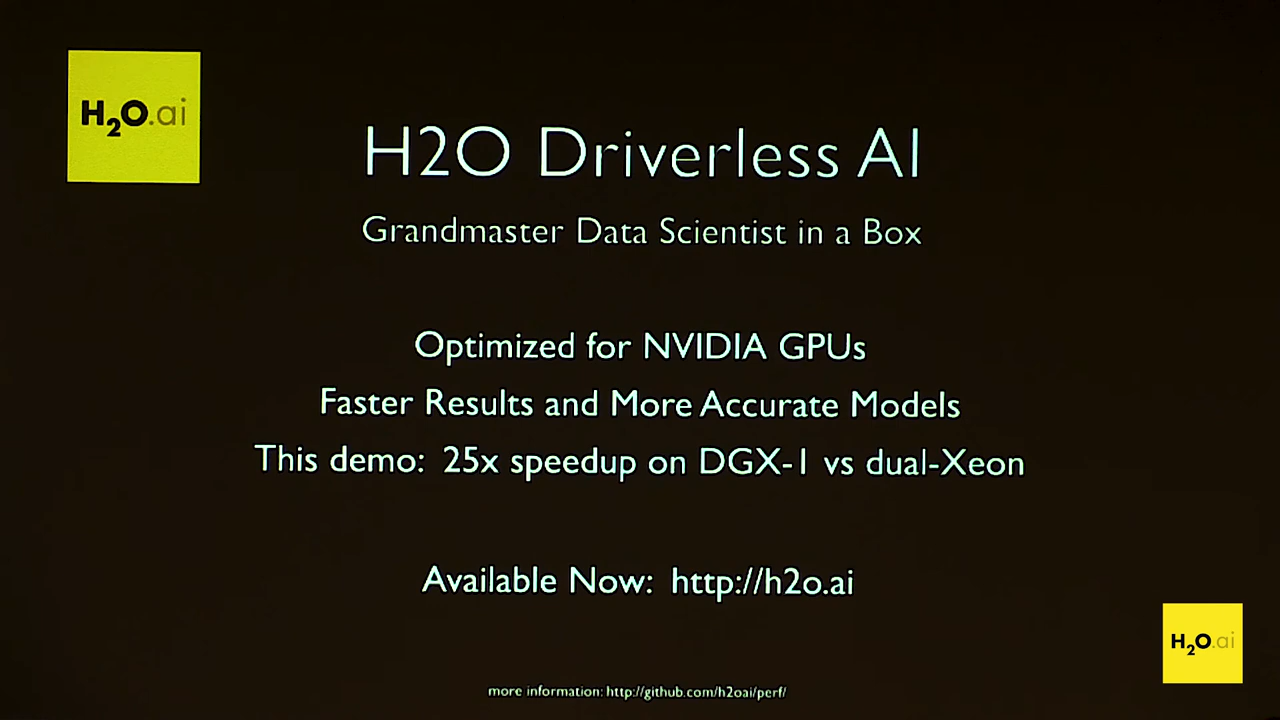 H2O.ai
H2O Driverless AI
Grandmaster Data Scientist in a Box
Optimized for NVIDIA GPUs
Faster Results and More Accurate Models
This demo: 25x speedup on DGX-1 vs dual-Xeon
Available Now: http://h2o.ai
H2O.ai
more information: http://github.com/h2oai/perf/